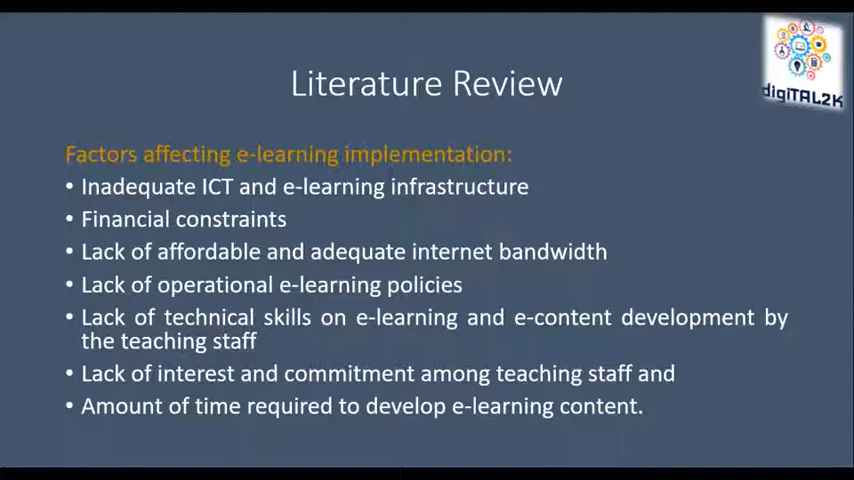 Literature Review
digiTAL2K
Factors affecting e-learning implementation:
• Inadequate ICT and e-learning infrastructure
• Financial constraints
• Lack of affordable and adequate internet bandwidth
• Lack of operational e-learning policies
• Lack of technical skills on e-learning and e-content development by
the teaching staff
• Lack of interest and commitment among teaching staff and
• Amount of time required to develop e-learning content.